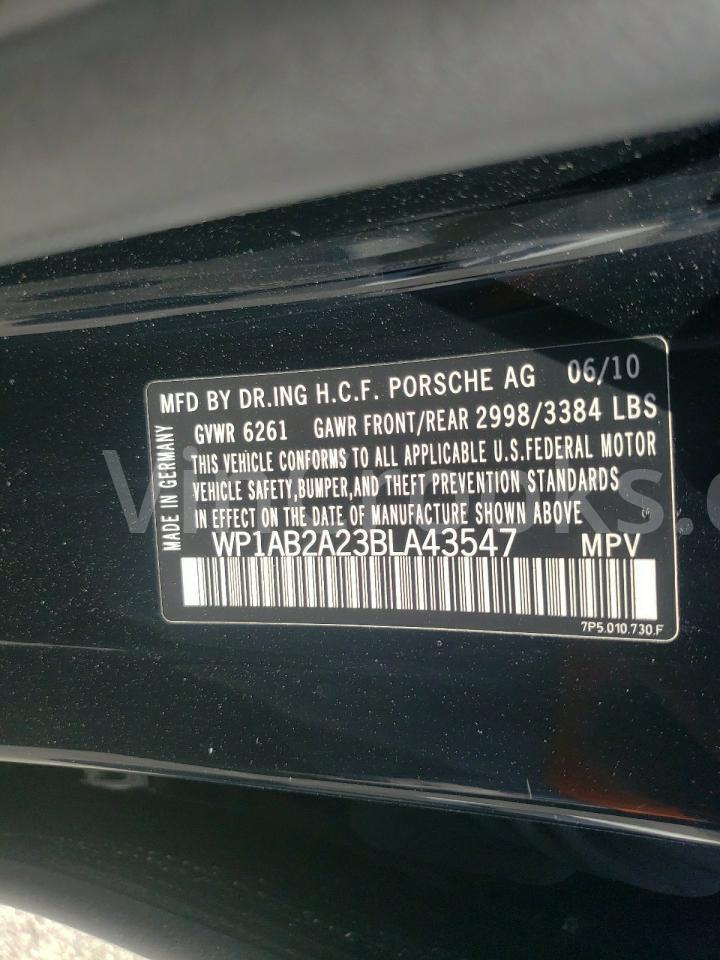 MFD BY DR.ING H.C.F. PORSCHE AG 06/10
GVWR 6261 GAWR FRONT/REAR 2998/3384 LBS
THIS VEHICLE CONFORMS TO ALL APPLICABLE U.S.FEDERAL MOTOR
VEHICLE SAFETY,BUMPER,AND THEFT PREVENTION STANDARDS
IN EFFECT ON THE DATE OF MANUFACTURE SHOWN ABOVE
WP1AB2A23BLA43547 MPV
7P5.010.730.F
MADE IN GERMANY